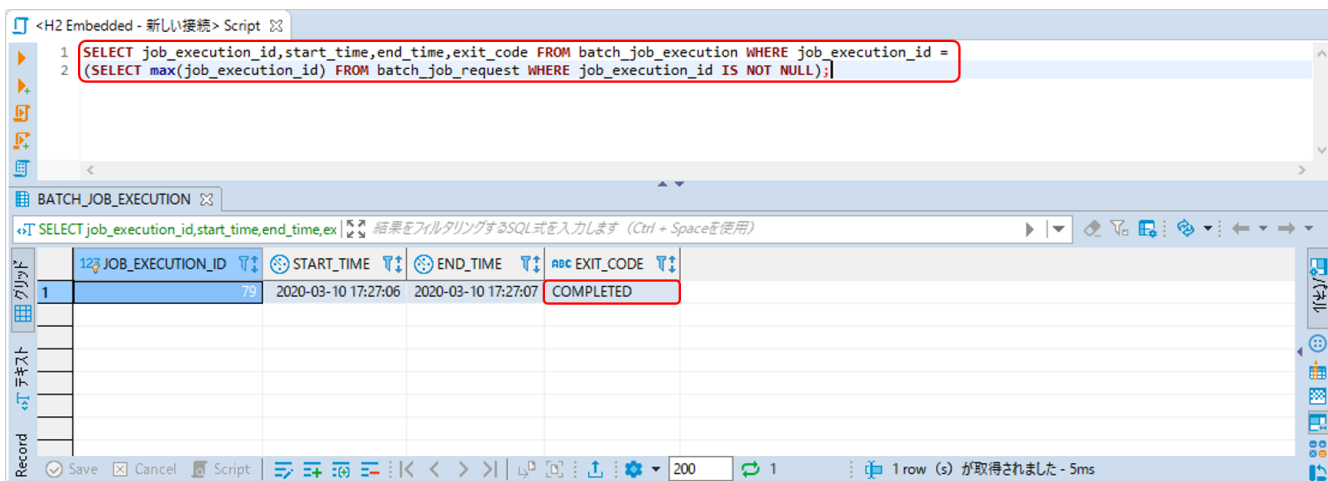 <H2 Embedded - 新しい接続> Script
1 SELECT job_execution_id,start_time,end_time,exit_code FROM batch_job_execution WHERE job_execution_id =
2 (SELECT max(job_execution_id) FROM batch_job_request WHERE job_execution_id IS NOT NULL);
BATCH_JOB_EXECUTION
SELECT job_execution_id,start_time,end_time,ex 結果をフィルタリングするSQL式を入力します (Ctrl + Spaceを使用)
グリッド
テキスト
Record
123 JOB_EXECUTION_ID START_TIME END_TIME ABC EXIT_CODE
1 79 2020-03-10 17:27:06 2020-03-10 17:27:07 COMPLETED
パネル
Save Cancel Script 200 1 1 row (s) が取得されました - 5ms